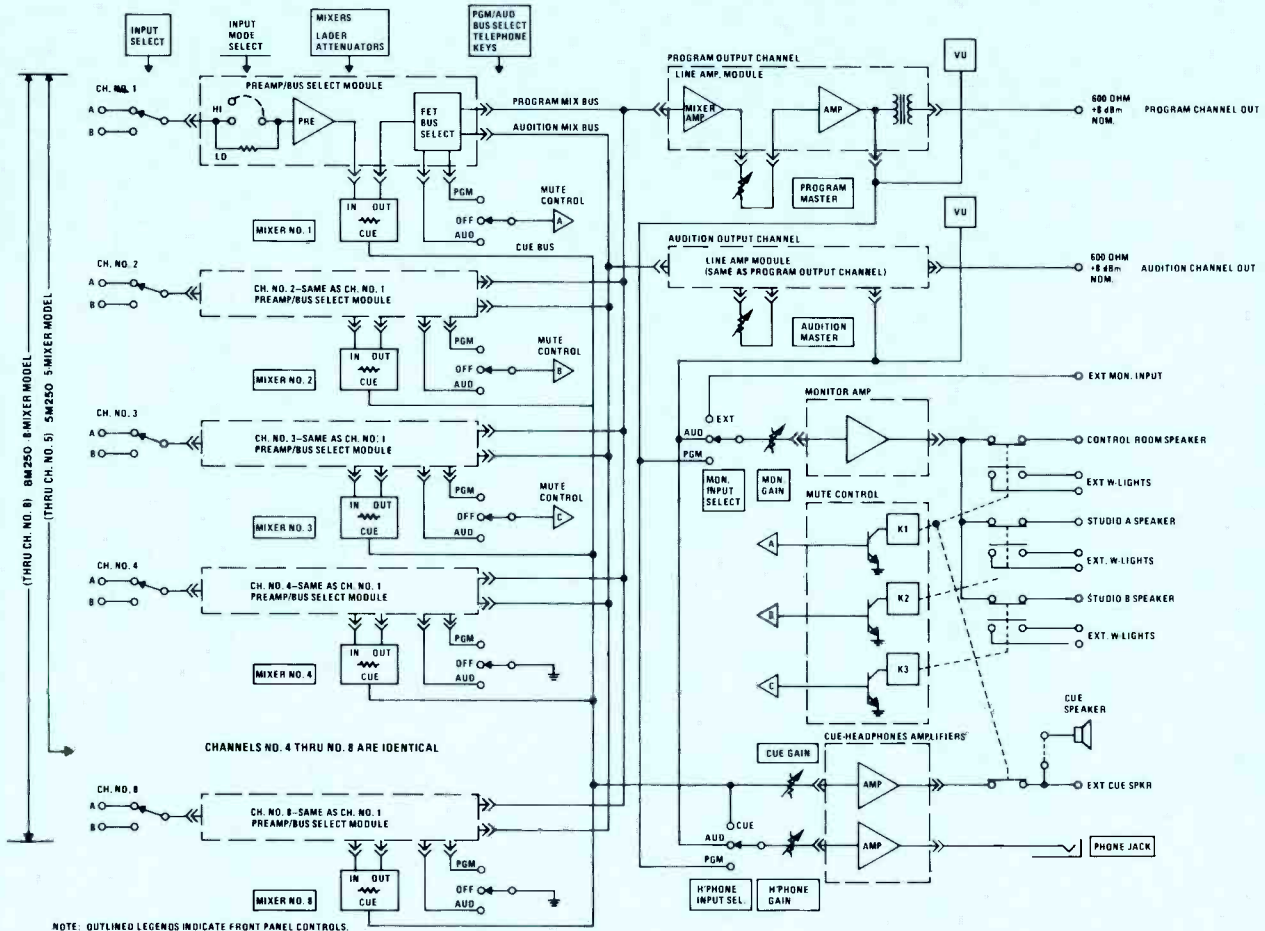 INPUT
SELECT
INPUT
MODE
SELECT
MIXERS
LADER
ATTENUATORS
PGM/AUD
BUS SELECT
TELEPHONE
KEYS
(THRU CH. NO. 8) 8M250 8-MIXER MODEL
(THRU CH. NO. 5) 5M250 5-MIXER MODEL
CH. NO. 1
A
B
PREAMP/BUS SELECT MODULE
HI
LO
PRE
FET
BUS
SELECT
PROGRAM MIX BUS
AUDITION MIX BUS
IN OUT
CUE
MIXER NO. 1
PGM
OFF
AUD
MUTE
CONTROL
A
CUE BUS
CH. NO. 2
A
B
CH. NO. 2-SAME AS CH. NO. 1
PREAMP/BUS SELECT MODULE
IN OUT
CUE
MIXER NO. 2
PGM
OFF
AUD
MUTE
CONTROL
B
CH. NO. 3
A
B
CH. NO. 3-SAME AS CH. NO. 1
PREAMP/BUS SELECT MODULE
IN OUT
CUE
MIXER NO. 3
PGM
OFF
AUD
MUTE
CONTROL
C
CH. NO. 4
A
B
CH. NO. 4-SAME AS CH. NO. 1
PREAMP/BUS SELECT MODULE
IN OUT
CUE
MIXER NO. 4
PGM
OFF
AUD
CHANNELS NO. 4 THRU NO. 8 ARE IDENTICAL
CH. NO. 8
A
B
CH. NO. 8-SAME AS CH. NO. 1
PREAMP/BUS SELECT MODULE
IN OUT
CUE
MIXER NO. 8
PGM
OFF
AUD
NOTE: OUTLINED LEGENDS INDICATE FRONT PANEL CONTROLS.
PROGRAM OUTPUT CHANNEL
LINE AMP. MODULE
MIXER
AMP
AMP
VU
PROGRAM
MASTER
600 OHM
+8 dBm
NOM.
PROGRAM CHANNEL OUT
VU
AUDITION OUTPUT CHANNEL
LINE AMP MODULE
(SAME AS PROGRAM OUTPUT CHANNEL)
AUDITION
MASTER
600 OHM
+8 dBm
NOM.
AUDITION CHANNEL OUT
EXT MON. INPUT
EXT
AUD
PGM
MON.
INPUT
SELECT
MON.
GAIN
MONITOR AMP
CONTROL ROOM SPEAKER
EXT W-LIGHTS
STUDIO A SPEAKER
EXT. W-LIGHTS
STUDIO B SPEAKER
EXT. W-LIGHTS
MUTE CONTROL
A
K1
B
K2
C
K3
CUE
SPEAKER
CUE GAIN
CUE-HEADPHONES AMPLIFIERS
AMP
EXT CUE SPKR
CUE
AUD
PGM
AMP
PHONE JACK
H'PHONE
INPUT SEL.
H'PHONE
GAIN